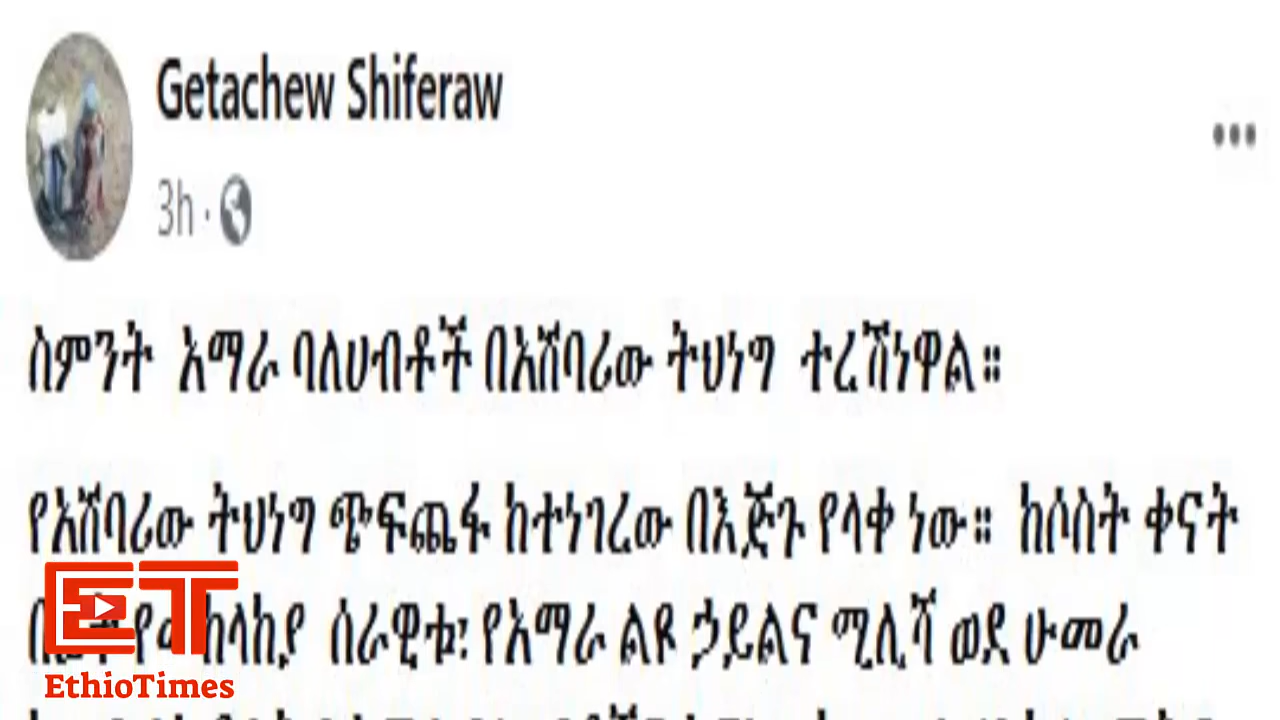 Getachew Shiferaw
3h ·
ስምንት አማራ ባለሀብቶች በአሸባሪው ትህነግ ተረሽነዋል።
የአሸባሪው ትህነግ ጭፍጨፋ ከተነገረው በእጅጉ የላቀ ነው። ከሶስት ቀናት
ሰራዊቱ፣ የአማራ ልዩ ኃይልና ሚሊሻ ወደ ሁመራ
ET
EthioTimes